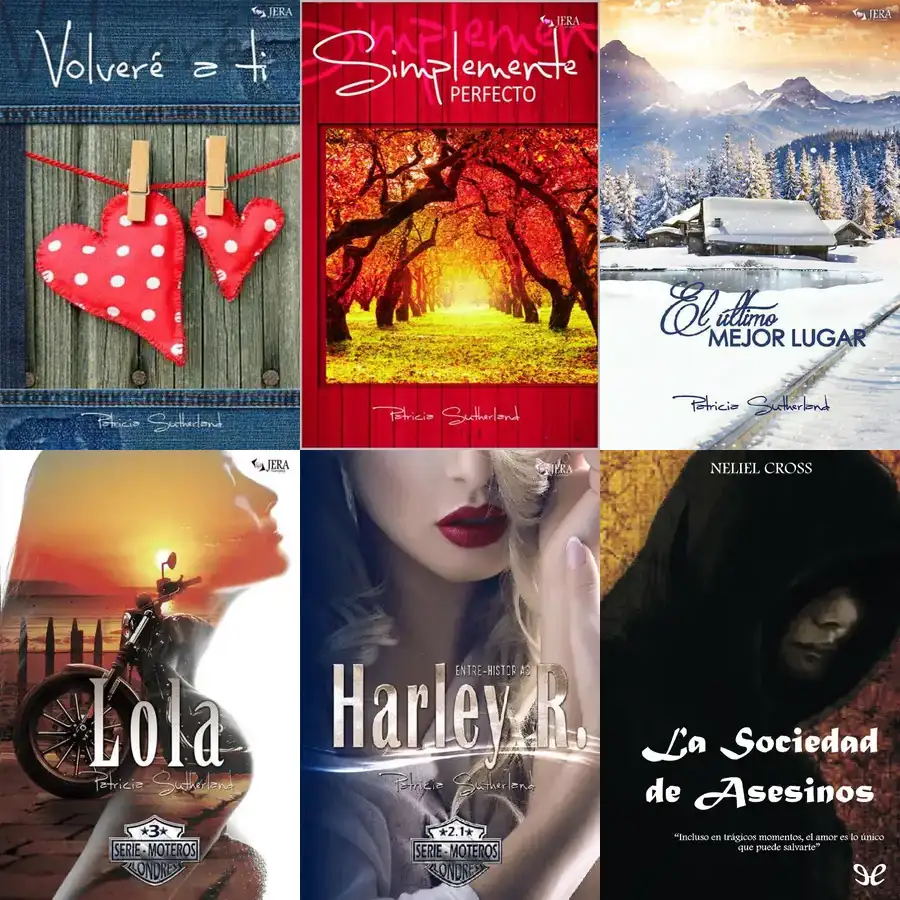 JERA
Volveré a ti
Patricia Sutherland
JERA
Simplemente
PERFECTO
Patricia Sutherland
JERA
El último
MEJOR LUGAR
Patricia Sutherland
JERA
Lola
Patricia Sutherland
3
SERIE - MOTEROS
LONDRES
JERA
ENTRE-HISTORIAS
Harley R.
Patricia Sutherland
2.1
SERIE - MOTEROS
LONDRES
NELIEL CROSS
La Sociedad
de Asesinos
“Incluso en trágicos momentos, el amor es lo único
que puede salvarte”